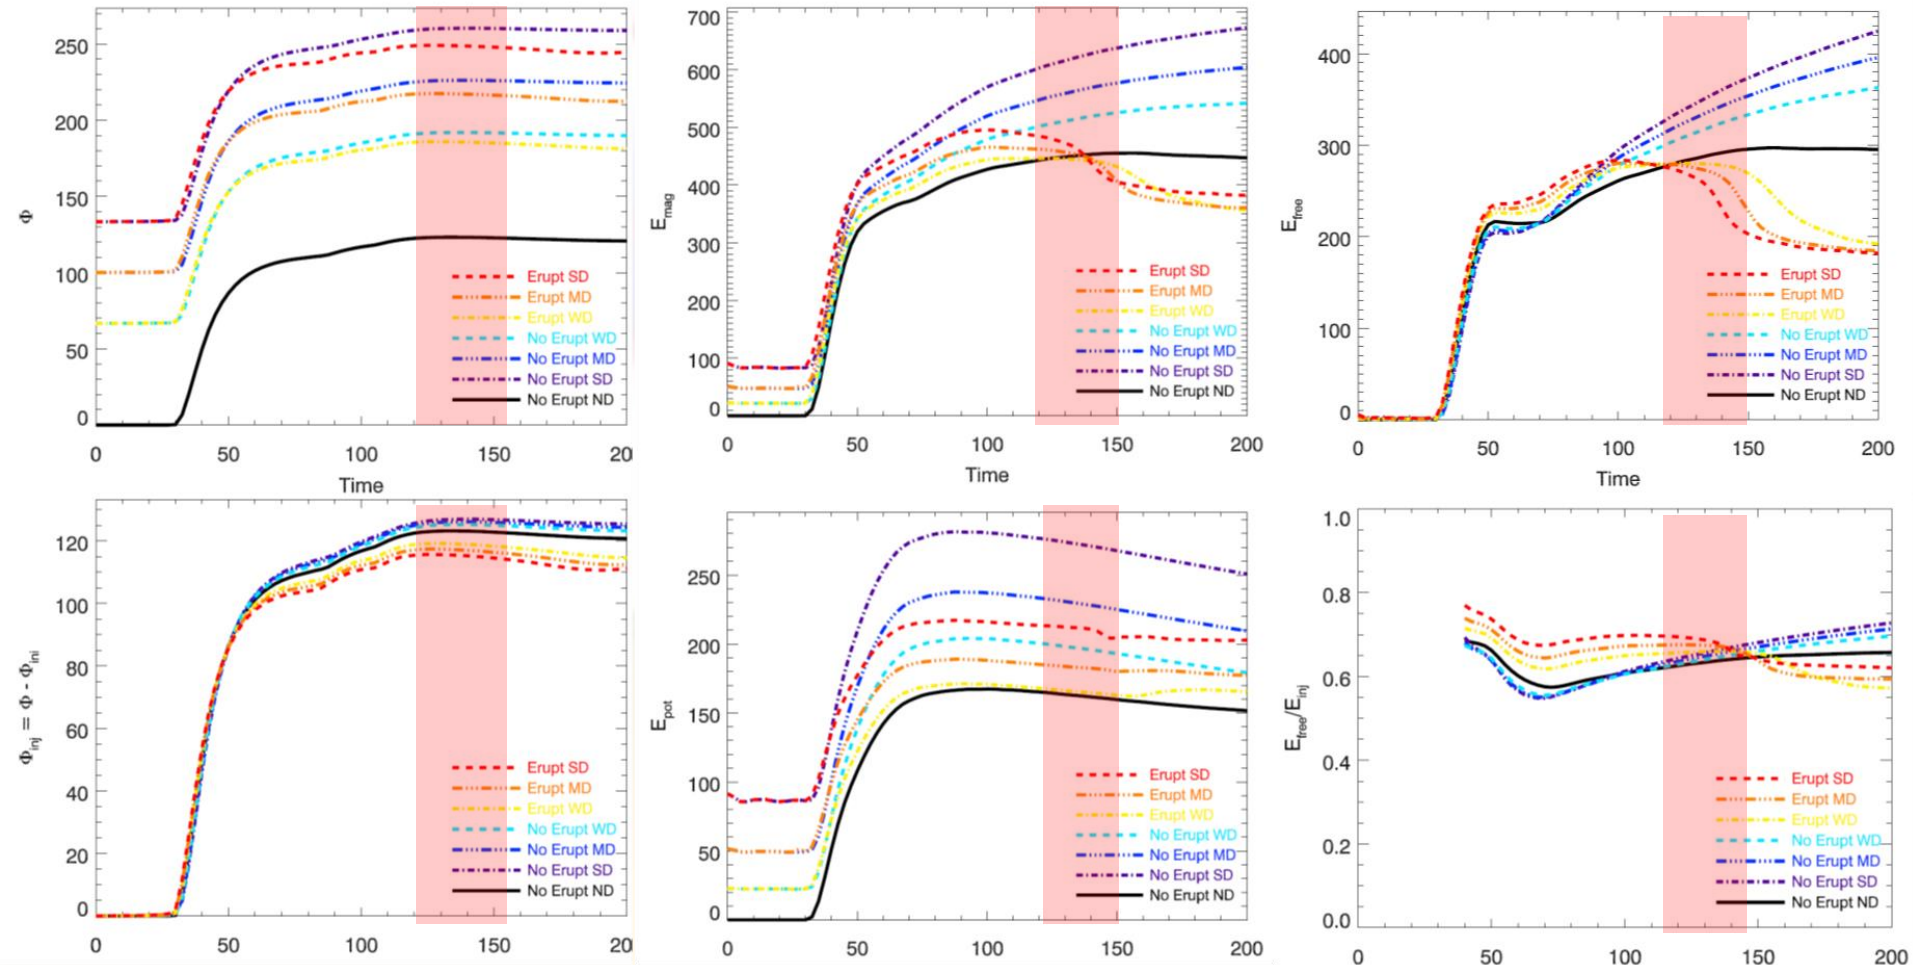 250
200
150
100
50
0
Φ
0
50
100
150
20
Time
Erupt SD
Erupt MD
Erupt WD
No Erupt WD
No Erupt MD
No Erupt SD
No Erupt ND
700
600
500
400
300
200
100
0
Emag
0
50
100
150
200
Time
Erupt SD
Erupt MD
Erupt WD
No Erupt WD
No Erupt MD
No Erupt SD
No Erupt ND
400
300
200
100
0
Efree
0
50
100
150
200
Time
Erupt SD
Erupt MD
Erupt WD
No Erupt WD
No Erupt MD
No Erupt SD
No Erupt ND
120
100
80
60
40
20
0
Φinj = Φ - Φini
0
50
100
150
20
Erupt SD
Erupt MD
Erupt WD
No Erupt WD
No Erupt MD
No Erupt SD
No Erupt ND
250
200
150
100
50
0
Epot
0
50
100
150
200
Erupt SD
Erupt MD
Erupt WD
No Erupt WD
No Erupt MD
No Erupt SD
No Erupt ND
1.0
0.8
0.6
0.4
0.2
0.0
Efree/Einj
0
50
100
150
200
Erupt SD
Erupt MD
Erupt WD
No Erupt WD
No Erupt MD
No Erupt SD
No Erupt ND